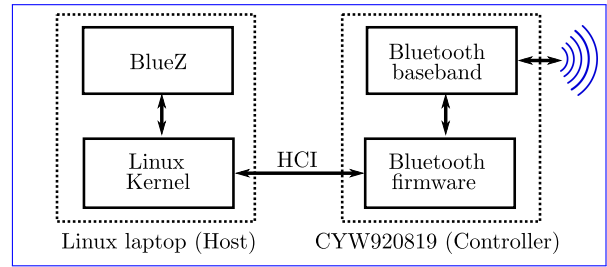 BlueZ
Linux
Kernel
Linux laptop (Host)
HCI
Bluetooth
baseband
Bluetooth
firmware
CYW920819 (Controller)